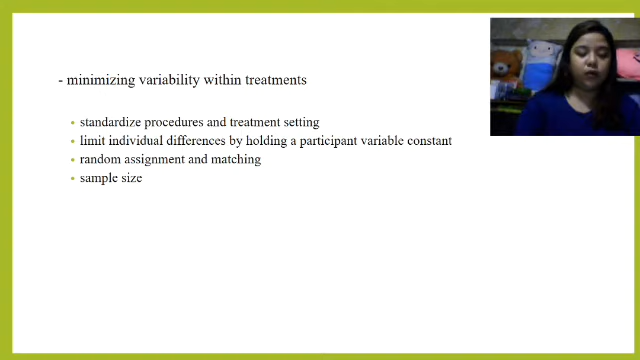 - minimizing variability within treatments
• standardize procedures and treatment setting
• limit individual differences by holding a participant variable constant
• random assignment and matching
• sample size